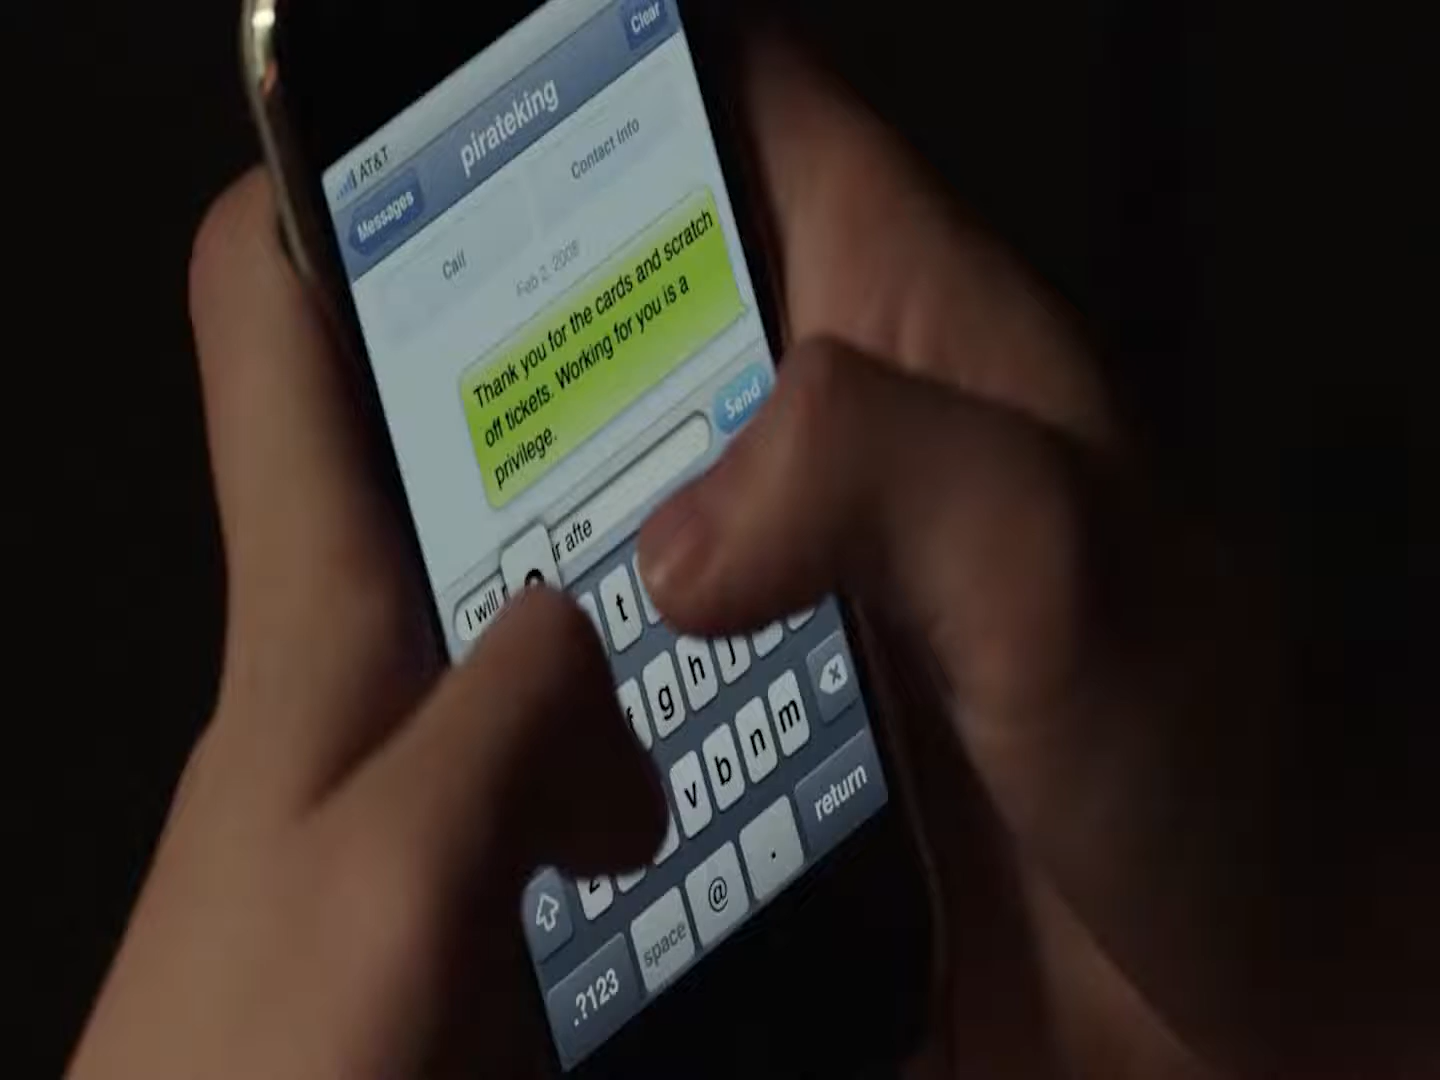 AT&T
Messages
pirateking
Clear
Call
Contact Info
Feb 2, 2008
Thank you for the cards and scratch
off tickets. Working for you is a
privilege.
I will
r afte
Send
t
g h j
v b n m
.?123
space
@
.
return